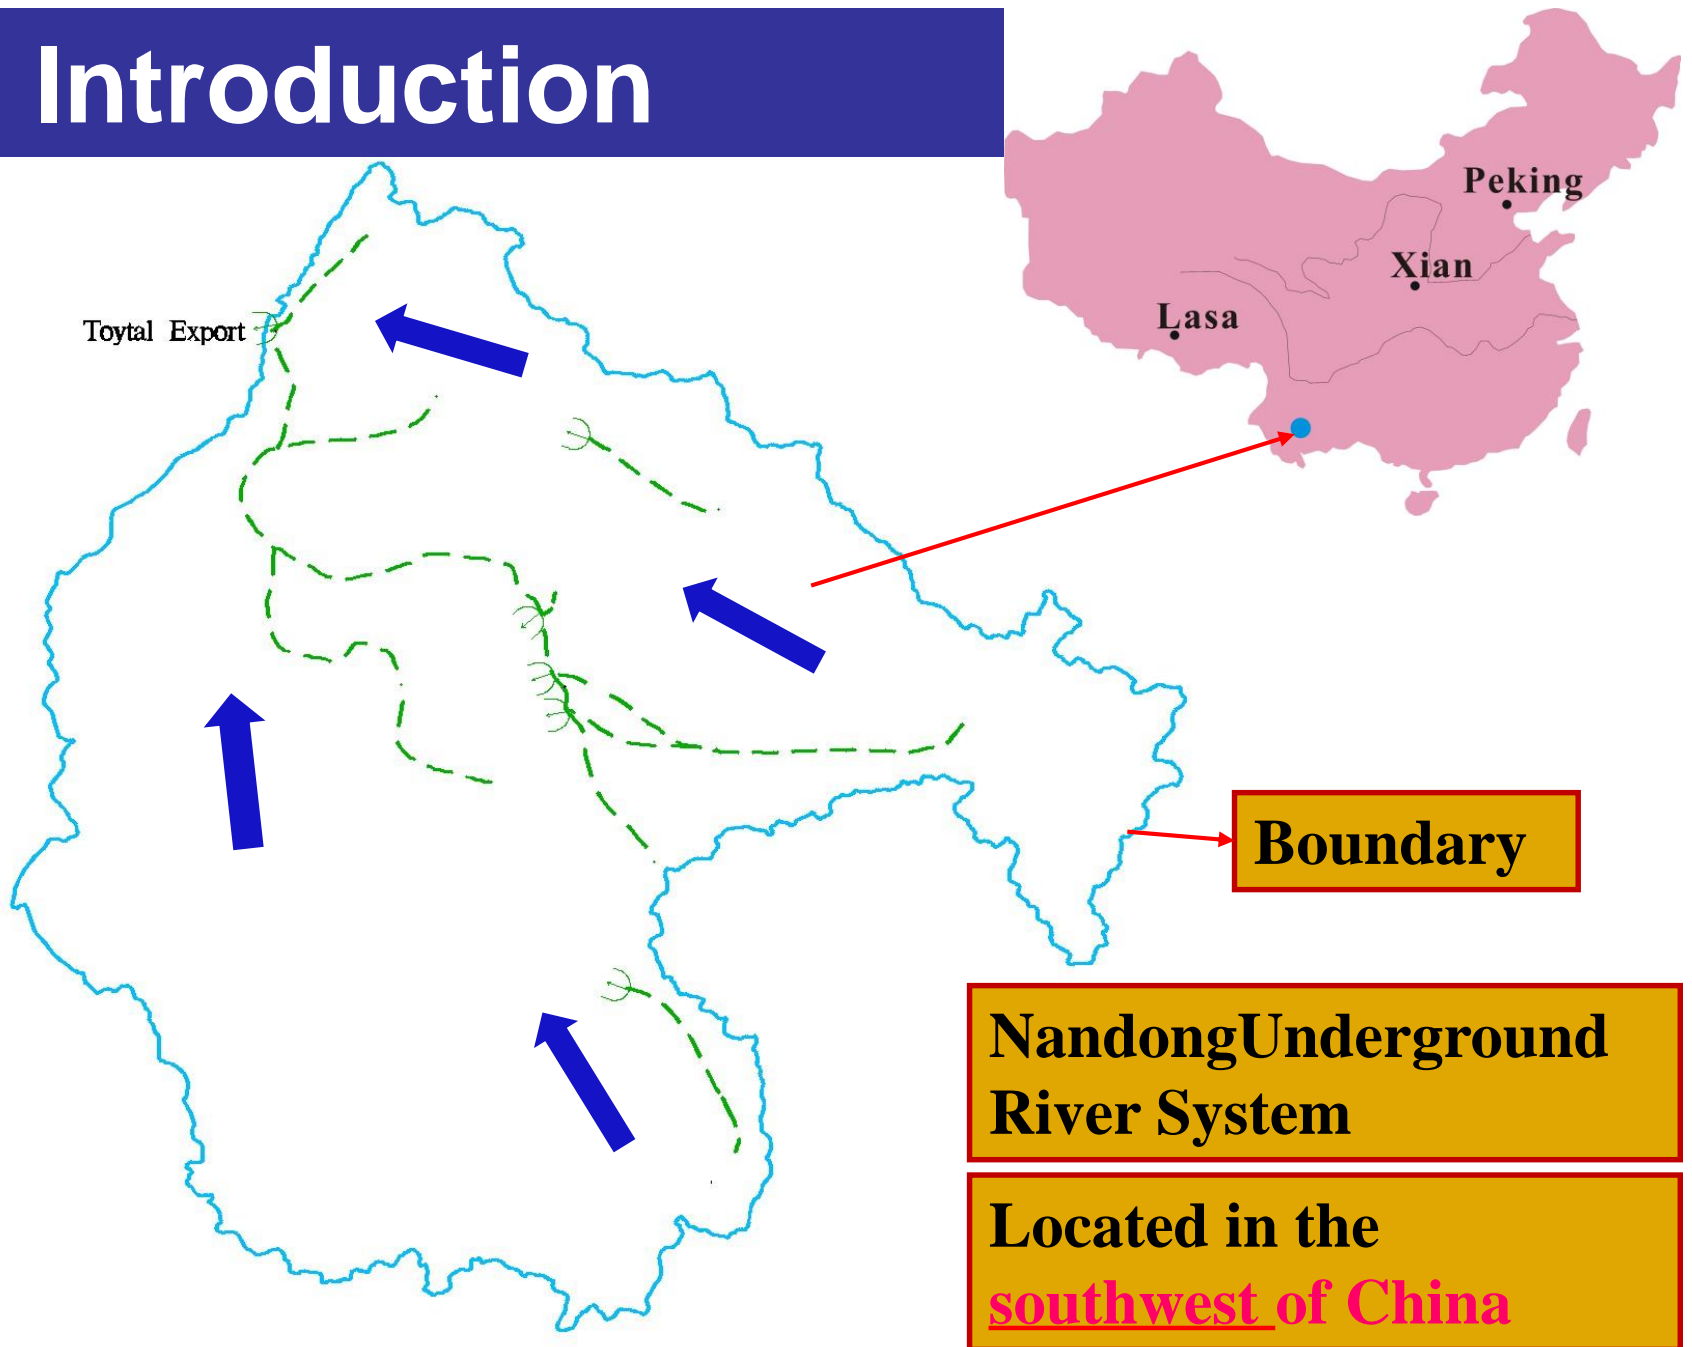 Introduction
Peking
Xian
Lasa
Toytal Export
Boundary
NandongUnderground
River System
Located in the
southwest of China